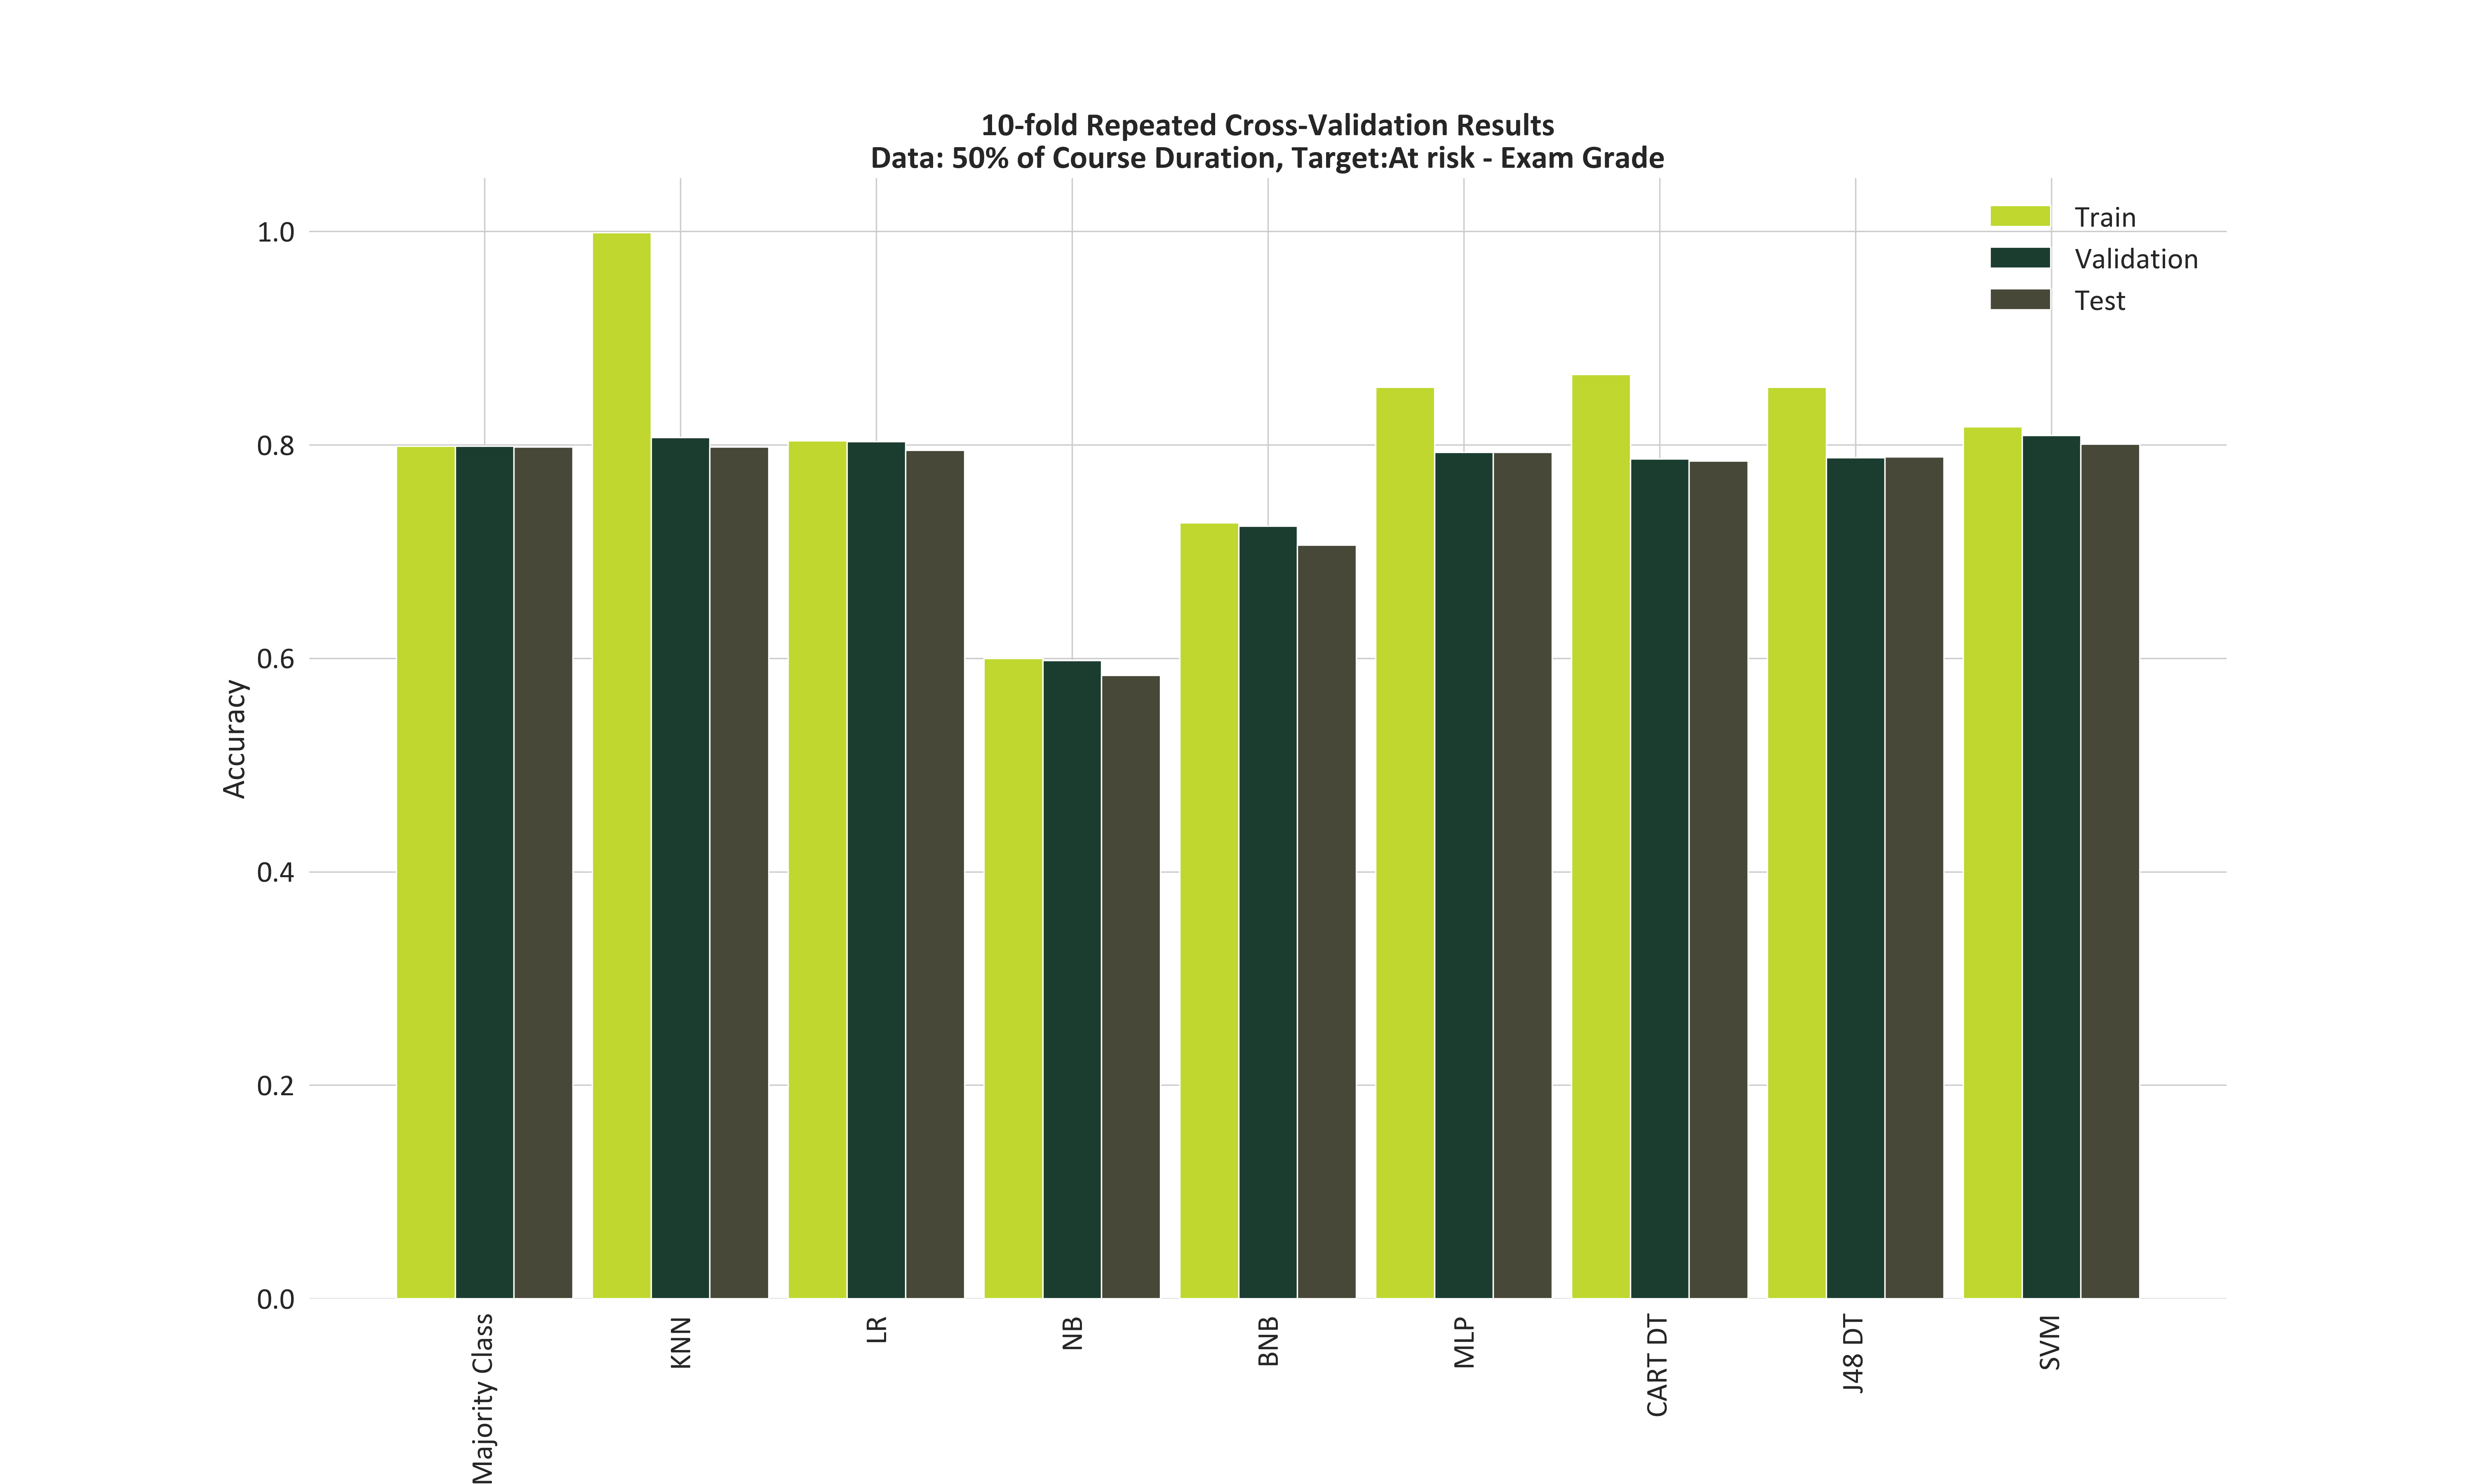 10-fold Repeated Cross-Validation Results
Data: 50% of Course Duration, Target:At risk - Exam Grade
Train
Validation
Test
1.0
0.8
0.6
0.4
0.2
0.0
Accuracy
Majority Class
KNN
LR
NB
BNB
MLP
CART DT
J48 DT
SVM